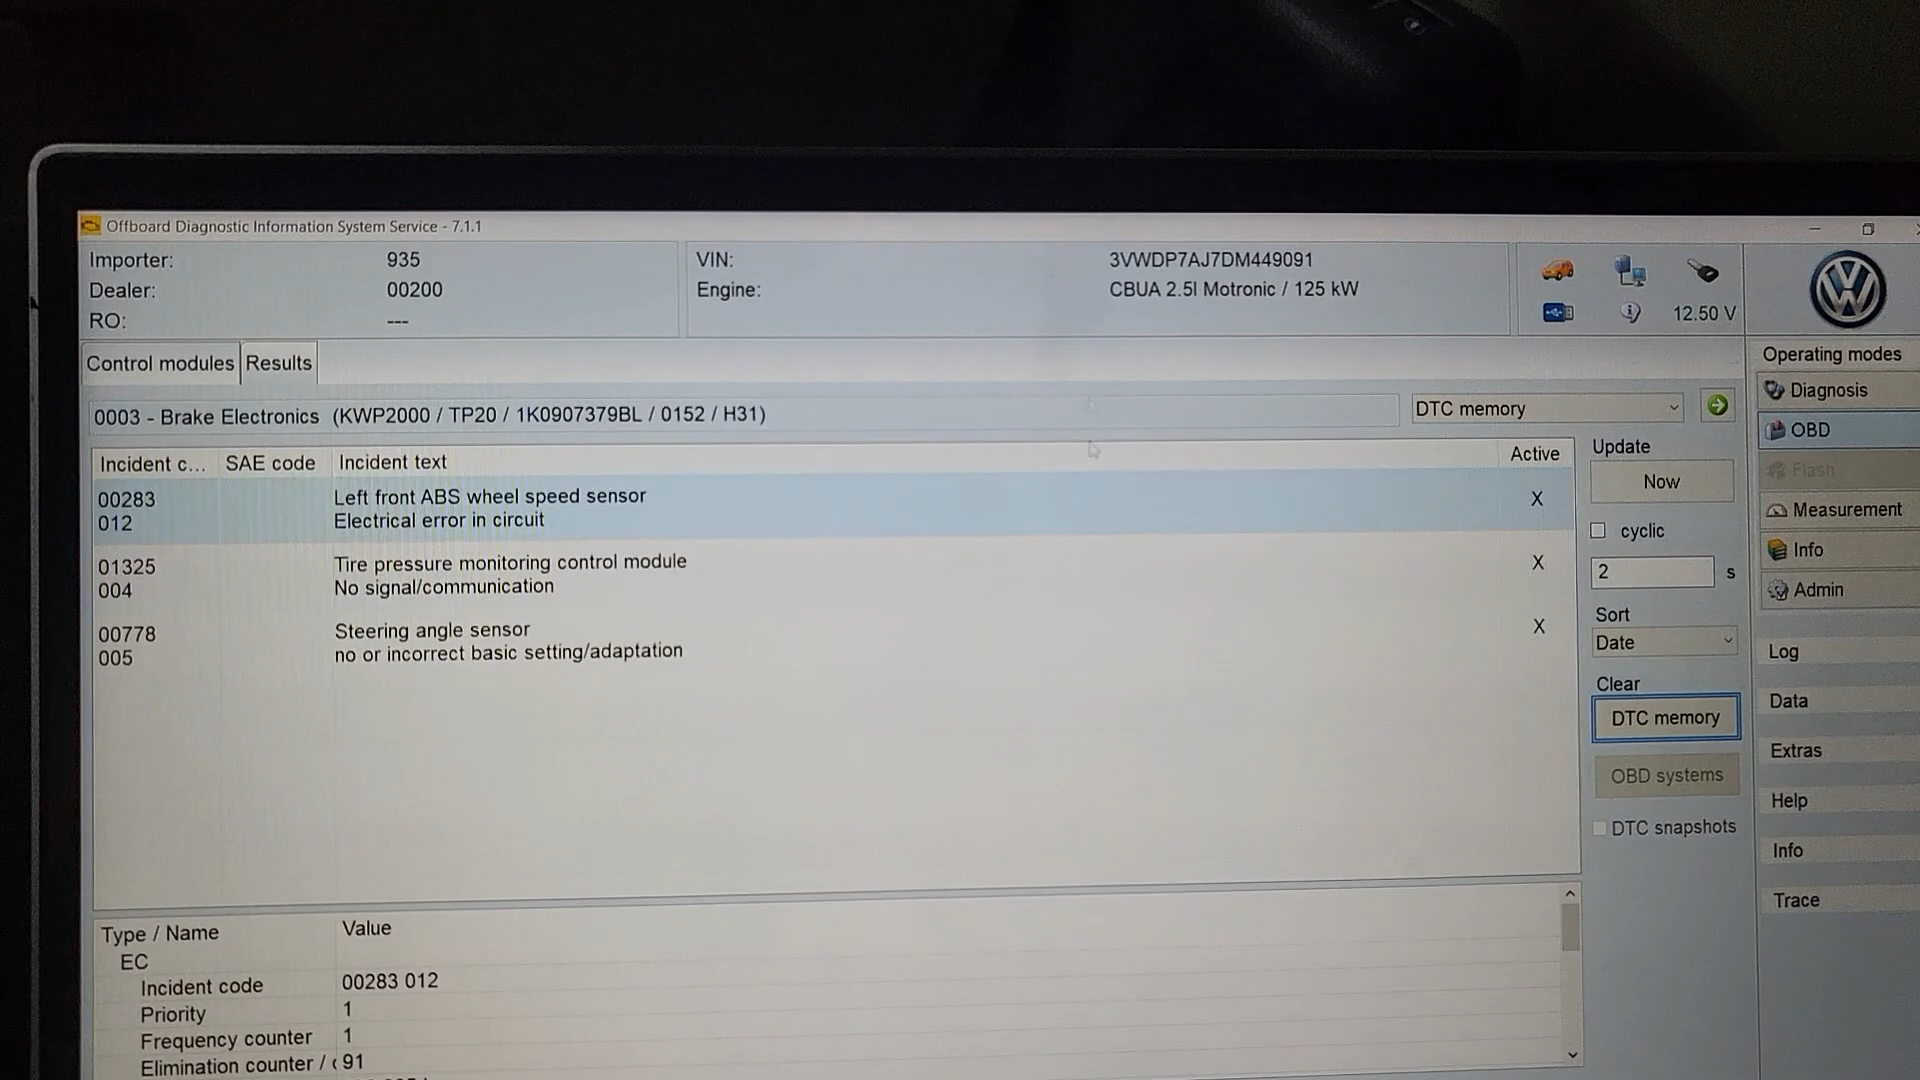 Offboard Diagnostic Information System Service - 7.1.1
Importer: 935
Dealer: 00200
RO: ---
VIN: 3VWDP7AJ7DM449091
Engine: CBUA 2.5l Motronic / 125 kW
12.50 V
Control modules Results
0003 - Brake Electronics (KWP2000 / TP20 / 1K0907379BL / 0152 / H31)
DTC memory
Incident c... SAE code Incident text Active
00283 Left front ABS wheel speed sensor X
012 Electrical error in circuit
01325 Tire pressure monitoring control module X
004 No signal/communication
00778 Steering angle sensor X
005 no or incorrect basic setting/adaptation
Type / Name Value
EC
Incident code 00283 012
Priority 1
Frequency counter 1
Elimination counter / 91
Update
Now
cyclic
2 s
Sort
Date
Clear
DTC memory
OBD systems
DTC snapshots
Operating modes
Diagnosis
OBD
Flash
Measurement
Info
Admin
Log
Data
Extras
Help
Info
Trace